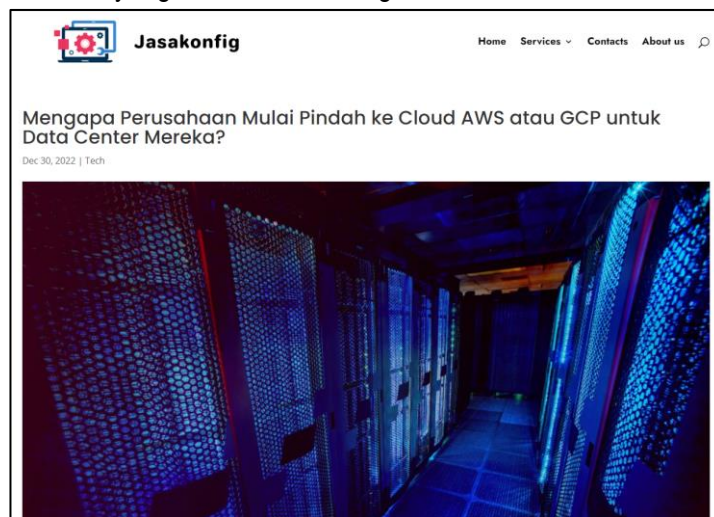 Jasakonfig
Home Services Contacts About us
Mengapa Perusahaan Mulai Pindah ke Cloud AWS atau GCP untuk
Data Center Mereka?
Dec 30, 2022 | Tech